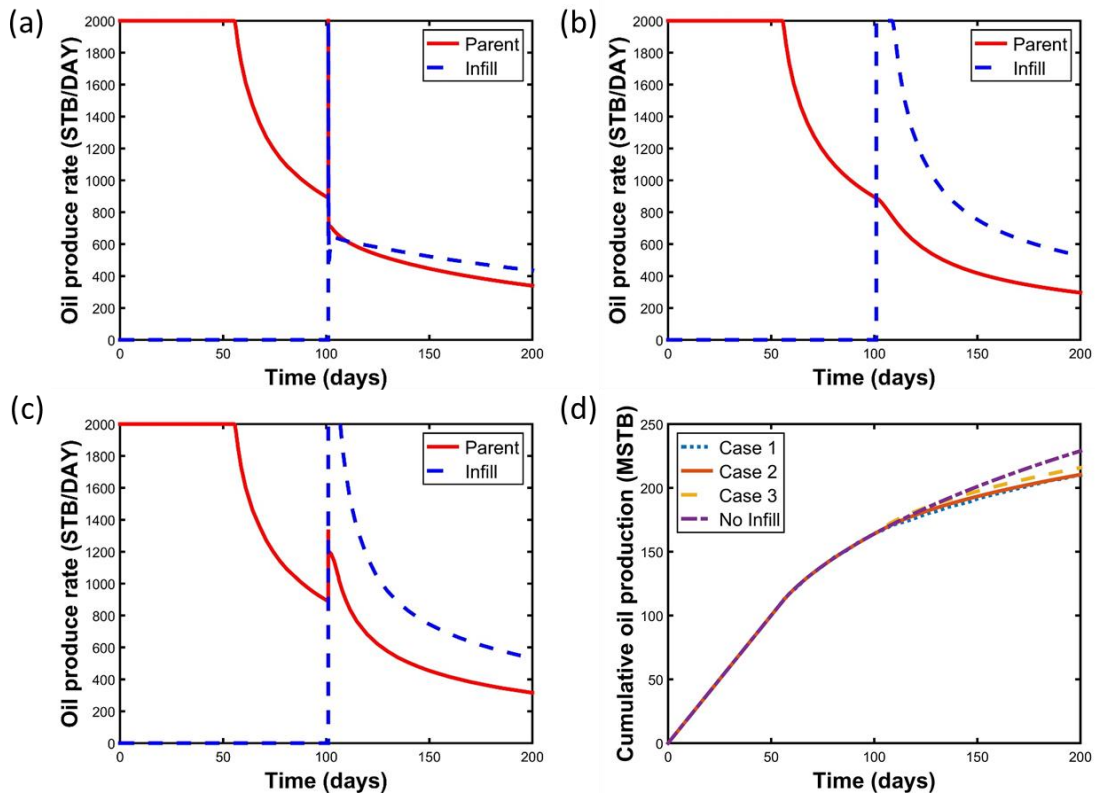 (a)
Oil produce rate (STB/DAY)
2000
1800
1600
1400
1200
1000
800
600
400
200
0
Parent
Infill
0 50 100 150 200
Time (days)
(b)
Oil produce rate (STB/DAY)
2000
1800
1600
1400
1200
1000
800
600
400
200
0
Parent
Infill
0 50 100 150 200
Time (days)
(c)
Oil produce rate (STB/DAY)
2000
1800
1600
1400
1200
1000
800
600
400
200
0
Parent
Infill
0 50 100 150 200
Time (days)
(d)
Cumulative oil production (MSTB)
250
200
150
100
50
0
Case 1
Case 2
Case 3
No Infill
0 50 100 150 200
Time (days)